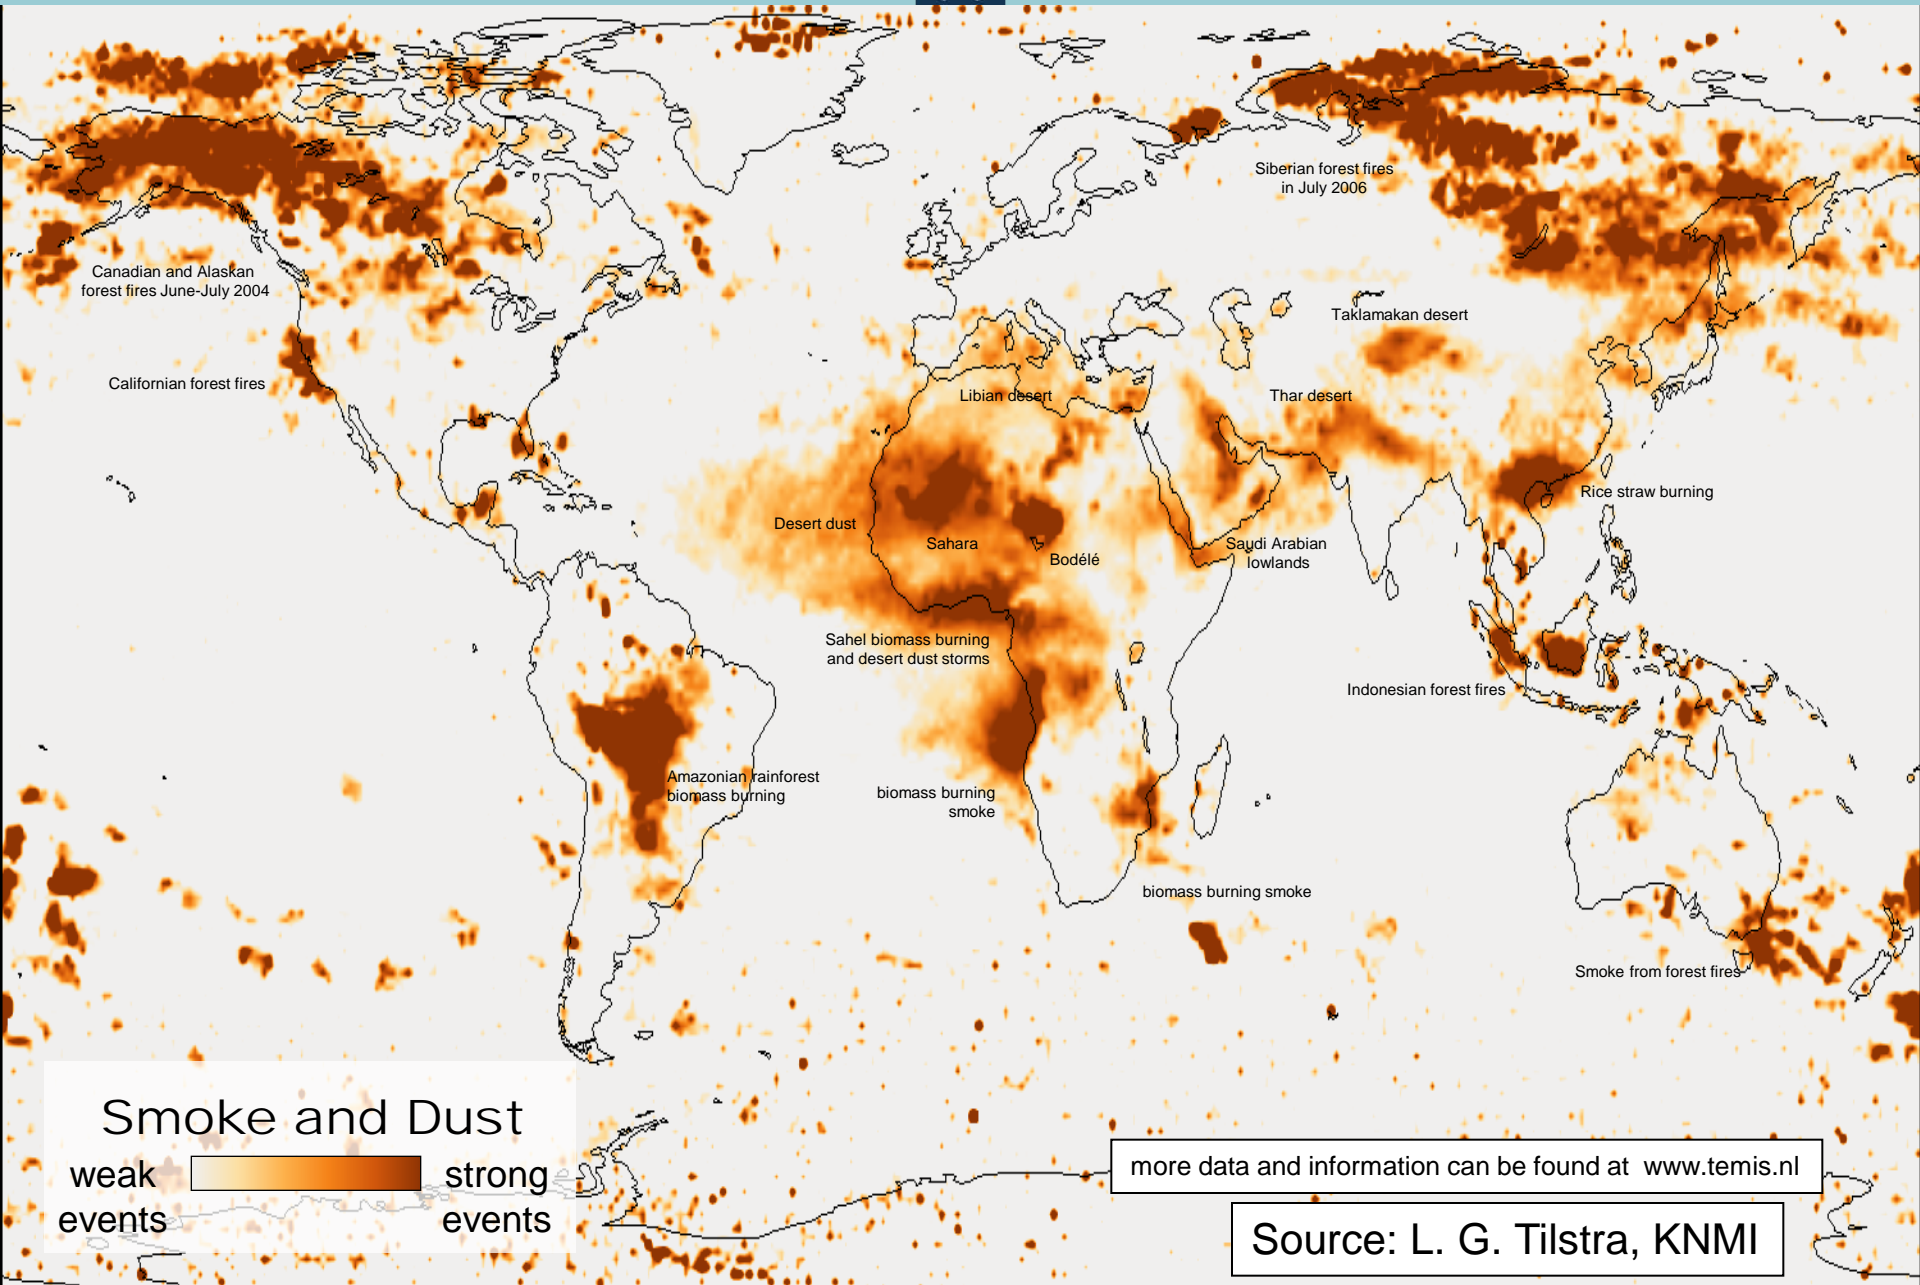 Siberian forest fires
in July 2006
Canadian and Alaskan
forest fires June-July 2004
Taklamakan desert
Californian forest fires
Libian desert
Thar desert
Rice straw burning
Desert dust
Sahara
Bodélé
Saudi Arabian
lowlands
Sahel biomass burning
and desert dust storms
Indonesian forest fires
Amazonian rainforest
biomass burning
biomass burning
smoke
biomass burning smoke
Smoke from forest fires
Smoke and Dust
weak
events
strong
events
more data and information can be found at www.temis.nl
Source: L. G. Tilstra, KNMI